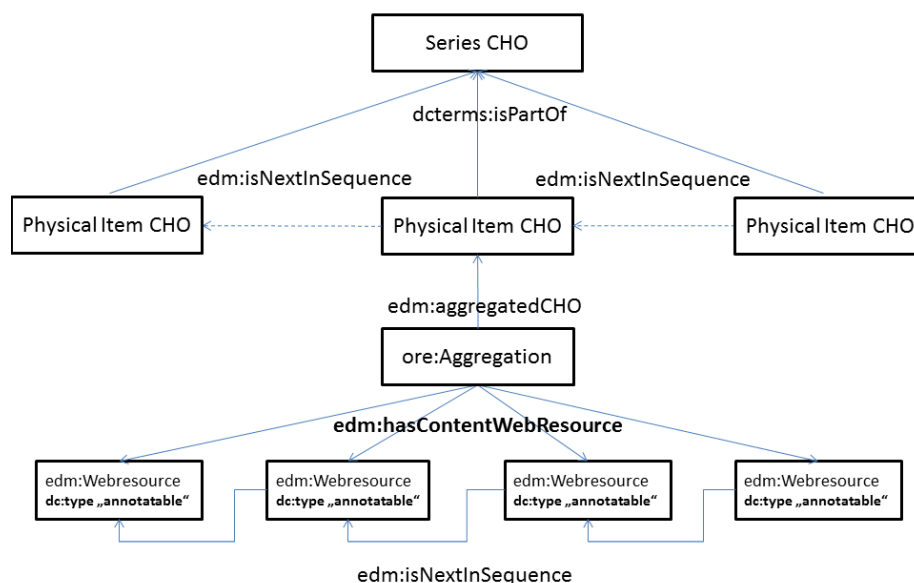 Series CHO
dcterms:isPartOf
edm:isNextInSequence
edm:isNextInSequence
Physical Item CHO
Physical Item CHO
Physical Item CHO
edm:aggregatedCHO
ore:Aggregation
edm:hasContentWebResource
edm:Webresource
dc:type „annotatable“
edm:Webresource
dc:type „annotatable“
edm:Webresource
dc:type „annotatable“
edm:Webresource
dc:type „annotatable“
edm:isNextInSequence